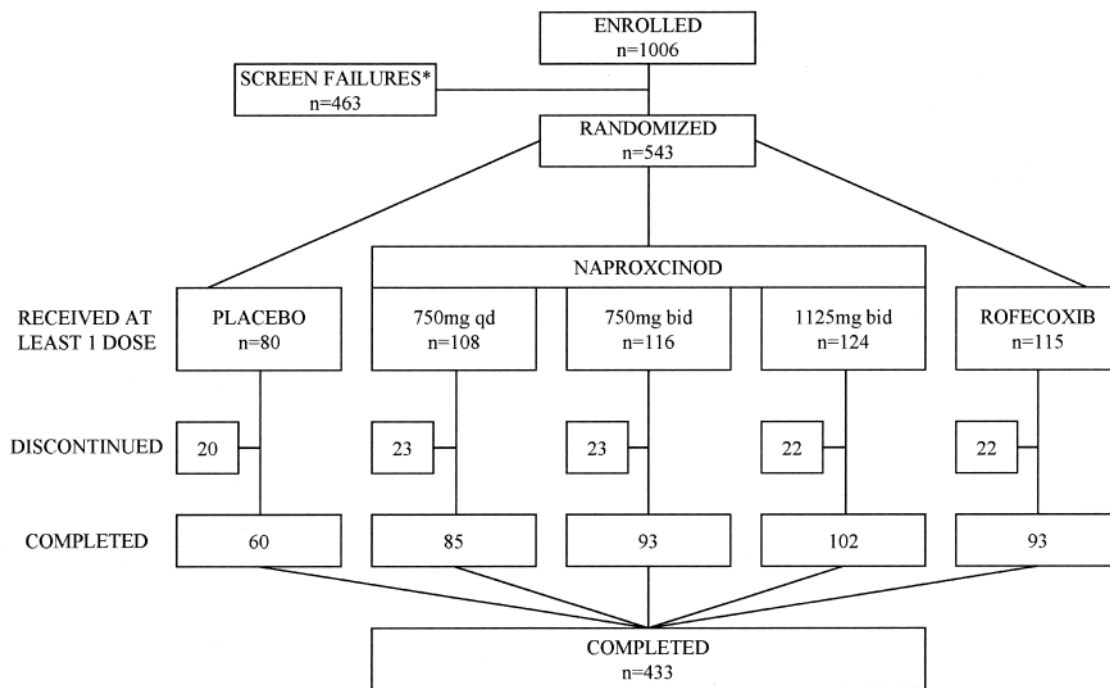 ENROLLED
n=1006
SCREEN FAILURES*
n=463
RANDOMIZED
n=543
NAPROXCINOD
RECEIVED AT
LEAST 1 DOSE
PLACEBO
n=80
750mg qd
n=108
750mg bid
n=116
1125mg bid
n=124
ROFECOXIB
n=115
DISCONTINUED
20
23
23
22
22
COMPLETED
60
85
93
102
93
COMPLETED
n=433